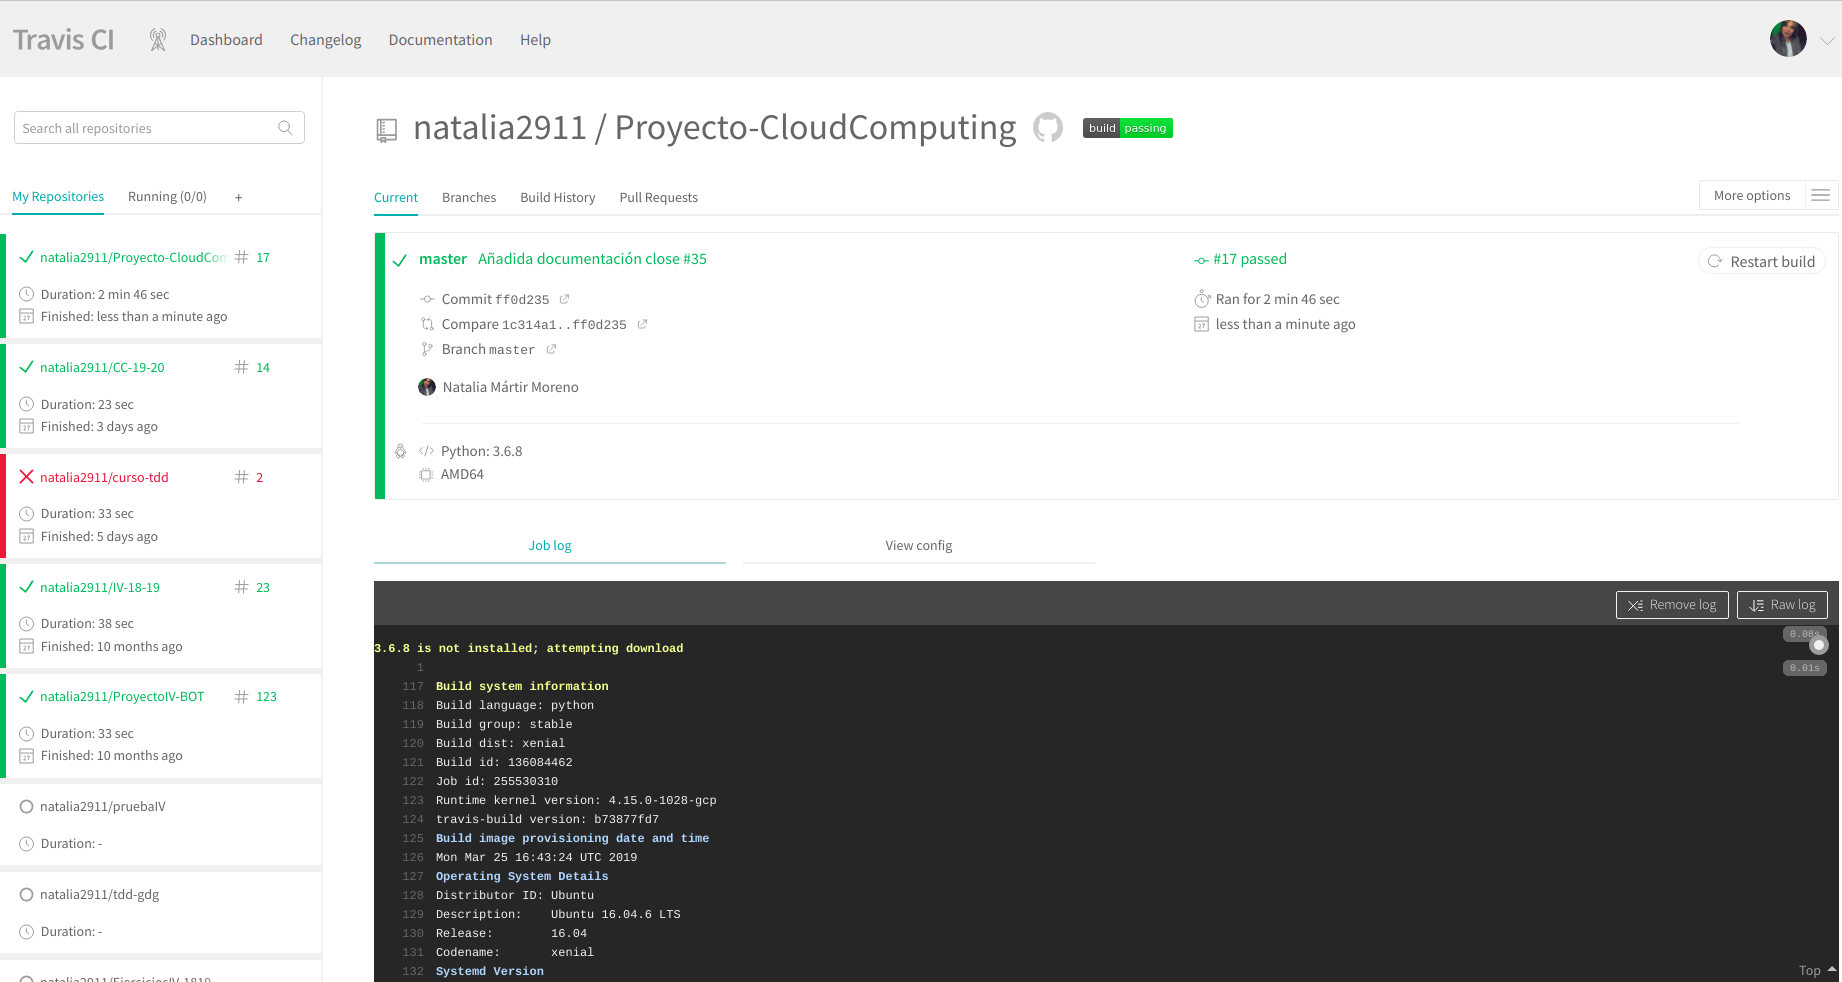 Travis CI Dashboard Changelog Documentation Help
Search all repositories
My Repositories Running (0/0) +
natalia2911/Proyecto-CloudCom # 17
Duration: 2 min 46 sec
Finished: less than a minute ago
natalia2911/CC-19-20 # 14
Duration: 23 sec
Finished: 3 days ago
natalia2911/curso-tdd # 2
Duration: 33 sec
Finished: 5 days ago
natalia2911/IV-18-19 # 23
Duration: 38 sec
Finished: 10 months ago
natalia2911/ProyectoIV-BOT # 123
Duration: 33 sec
Finished: 10 months ago
natalia2911/pruebaIV
Duration: -
natalia2911/tdd-gdg
Duration: -
natalia2911/EjerciciosIV-1819
natalia2911 / Proyecto-CloudComputing build passing
Current Branches Build History Pull Requests More options
master Añadida documentación close #35
Commit ff0d235
Compare 1c314a1..ff0d235
Branch master
Natalia Mártir Moreno
#17 passed
Ran for 2 min 46 sec
less than a minute ago
Restart build
Python: 3.6.8
AMD64
Job log View config
Remove log Raw log
3.6.8 is not installed; attempting download 0.08s
1 0.01s
117 Build system information
118 Build language: python
119 Build group: stable
120 Build dist: xenial
121 Build id: 136084462
122 Job id: 255530310
123 Runtime kernel version: 4.15.0-1028-gcp
124 travis-build version: b73877fd7
125 Build image provisioning date and time
126 Mon Mar 25 16:43:24 UTC 2019
127 Operating System Details
128 Distributor ID: Ubuntu
129 Description: Ubuntu 16.04.6 LTS
130 Release: 16.04
131 Codename: xenial
132 Systemd Version
Top